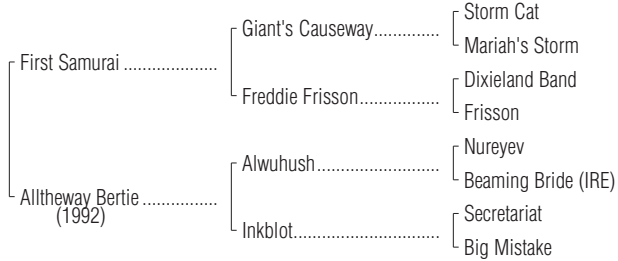 Storm Cat
Giant's Causeway..............
Mariah's Storm
First Samurai ....................
Dixieland Band
Freddie Frisson.................
Frisson
Nureyev
Alwuhush..........................
Beaming Bride (IRE)
Alltheway Bertie ................
(1992)
Secretariat
Inkblot...............................
Big Mistake